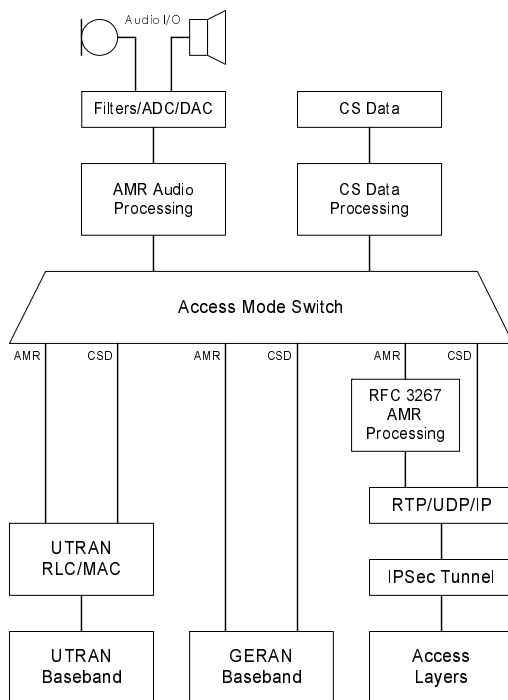 Audio I/O
Filters/ADC/DAC
CS Data
AMR Audio
Processing
CS Data
Processing
Access Mode Switch
AMR
CSD
AMR
CSD
AMR
CSD
RFC 3267
AMR
Processing
RTP/UDP/IP
UTRAN
RLC/MAC
IPSec Tunnel
UTRAN
Baseband
GERAN
Baseband
Access
Layers